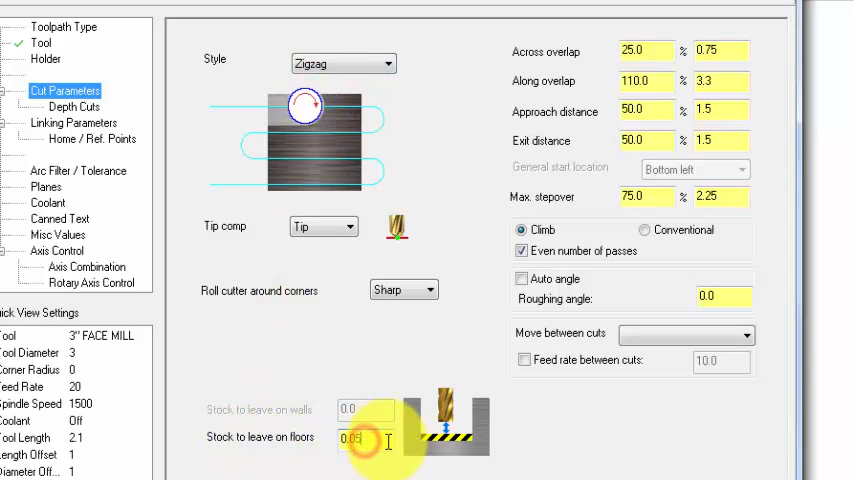 Toolpath Type
Tool
Holder
Cut Parameters
Depth Cuts
Linking Parameters
Home / Ref. Points
Arc Filter / Tolerance
Planes
Coolant
Canned Text
Misc Values
Axis Control
Axis Combination
Rotary Axis Control
uick View Settings
Tool 3'' FACE MILL
Tool Diameter 3
Corner Radius 0
Feed Rate 20
Spindle Speed 1500
Coolant Off
Tool Length 2.1
Length Offset 1
Diameter Off... 1
Style Zigzag
Tip comp Tip
Roll cutter around corners Sharp
Stock to leave on walls 0.0
Stock to leave on floors 0.05
Across overlap 25.0 % 0.75
Along overlap 110.0 % 3.3
Approach distance 50.0 % 1.5
Exit distance 50.0 % 1.5
General start location Bottom left
Max. stepover 75.0 % 2.25
Climb Conventional
Even number of passes
Auto angle
Roughing angle: 0.0
Move between cuts
Feed rate between cuts: 10.0